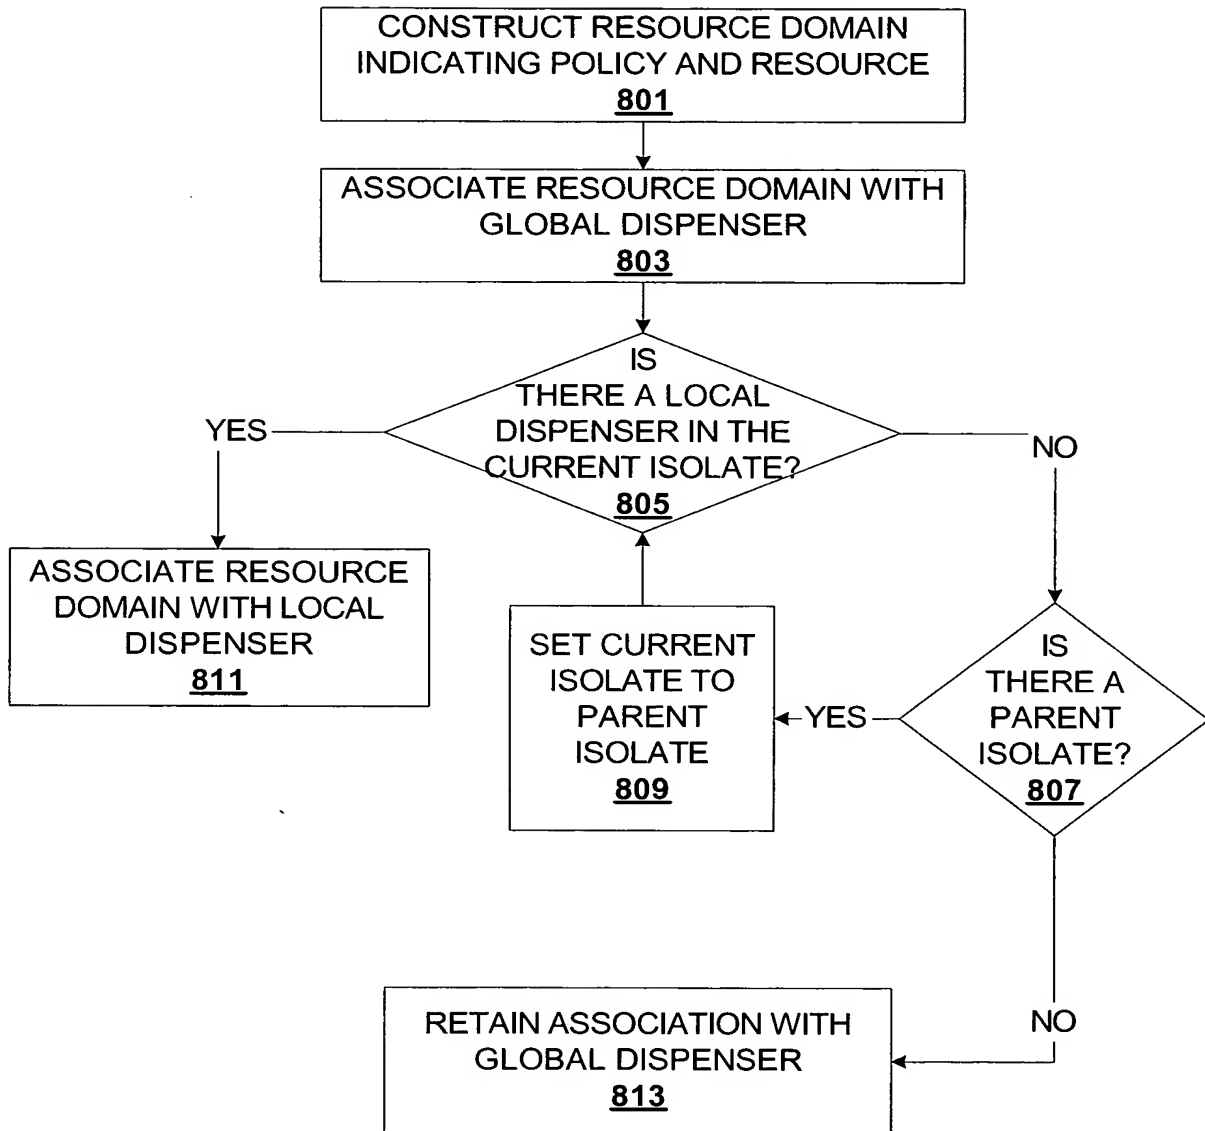 CONSTRUCT RESOURCE DOMAIN
INDICATING POLICY AND RESOURCE
801
ASSOCIATE RESOURCE DOMAIN WITH
GLOBAL DISPENSER
803
IS
THERE A LOCAL
DISPENSER IN THE
CURRENT ISOLATE?
805
YES
NO
ASSOCIATE RESOURCE
DOMAIN WITH LOCAL
DISPENSER
811
SET CURRENT
ISOLATE TO
PARENT
ISOLATE
809
YES
IS
THERE A
PARENT
ISOLATE?
807
NO
RETAIN ASSOCIATION WITH
GLOBAL DISPENSER
813